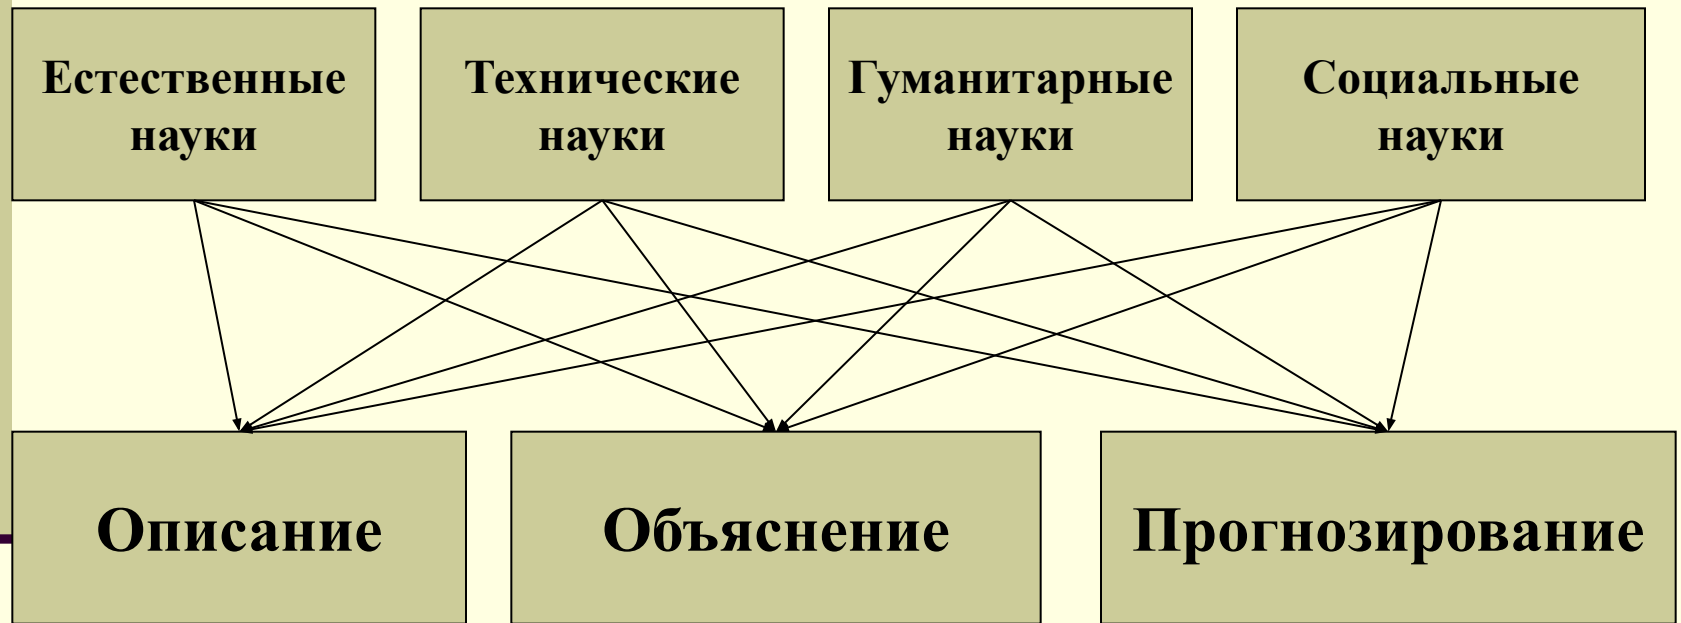 Естественные
науки
Технические
науки
Гуманитарные
науки
Социальные
науки
Описание
Объяснение
Прогнозирование